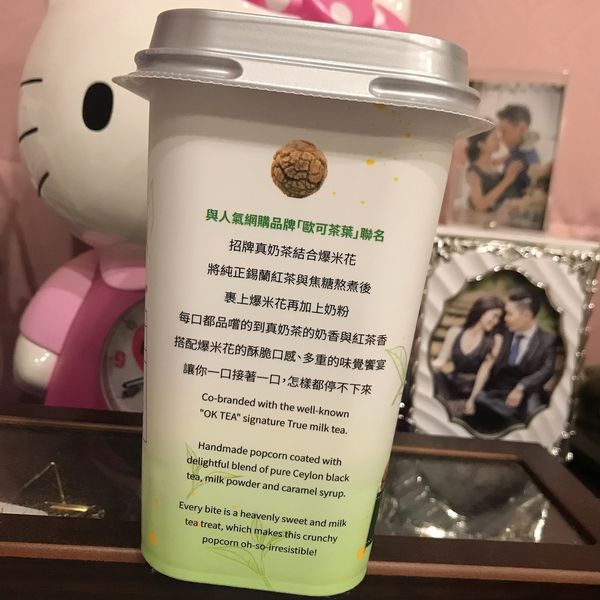 與人氣網購品牌「歐可茶葉」聯名
招牌真奶茶結合爆米花
將純正錫蘭紅茶與焦糖熬煮後
裹上爆米花再加上奶粉
每口都品嚐的到真奶茶的奶香與紅茶香
搭配爆米花的酥脆口感、多重的味覺饗宴
讓你一口接著一口，怎樣都停不下來
Co-branded with the well-known
"OK TEA" signature True milk tea.
Handmade popcorn coated with
delightful blend of pure Ceylon black
tea, milk powder and caramel syrup.
Every bite is a heavenly sweet and milk
tea treat, which makes this crunchy
popcorn oh-so-irresistible!